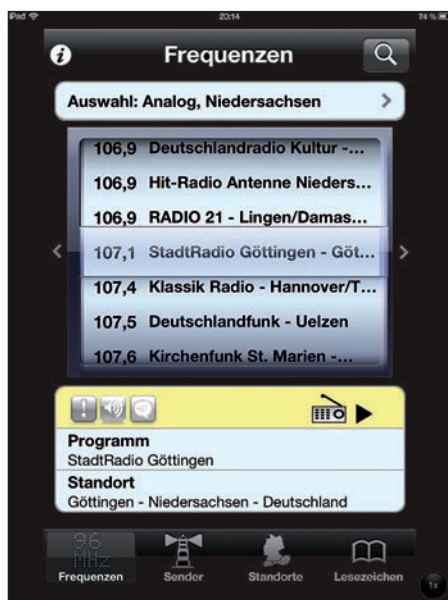 iPad 20:14 74 %
i Frequenzen
Auswahl: Analog, Niedersachsen >
106,9 Deutschlandradio Kultur -...
106,9 Hit-Radio Antenne Nieders...
106,9 RADIO 21 - Lingen/Damas...
107,1 StadtRadio Göttingen - Göt...
107,4 Klassik Radio - Hannover/T...
107,5 Deutschlandfunk - Uelzen
107,6 Kirchenfunk St. Marien -...
!
Programm
StadtRadio Göttingen
Standort
Göttingen - Niedersachsen - Deutschland
96
MHz
Frequenzen Sender Standorte Lesezeichen
1x